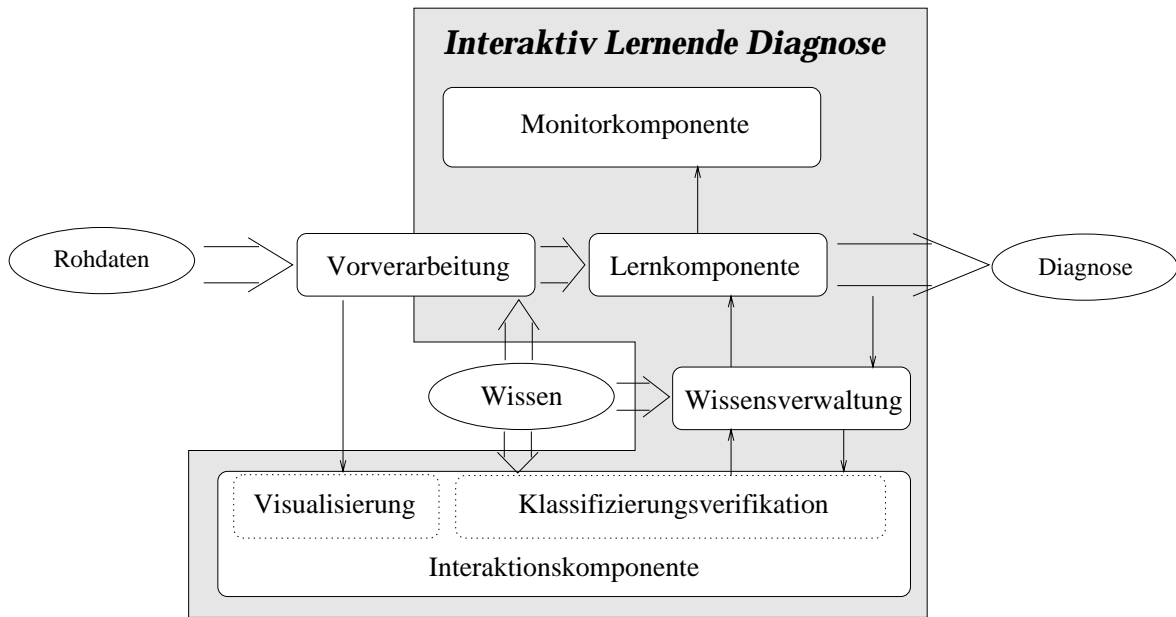 Interaktiv Lernende Diagnose
Monitorkomponente
Rohdaten
Vorverarbeitung
Lernkomponente
Diagnose
Wissen
Wissensverwaltung
Visualisierung
Klassifizierungsverifikation
Interaktionskomponente